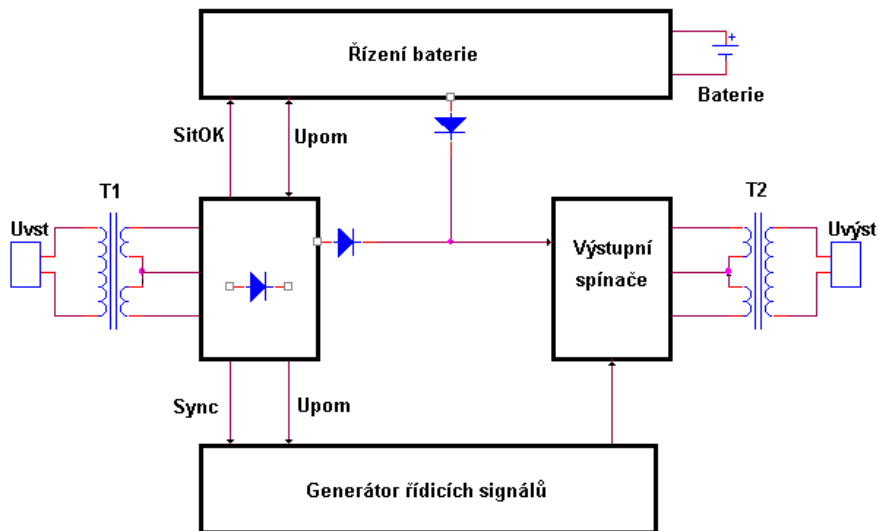 Řízení baterie
+
Baterie
SitOK
Upom
T1
T2
Uvst
Uvýst
Výstupní
spínače
Sync
Upom
Generátor řídicích signálů